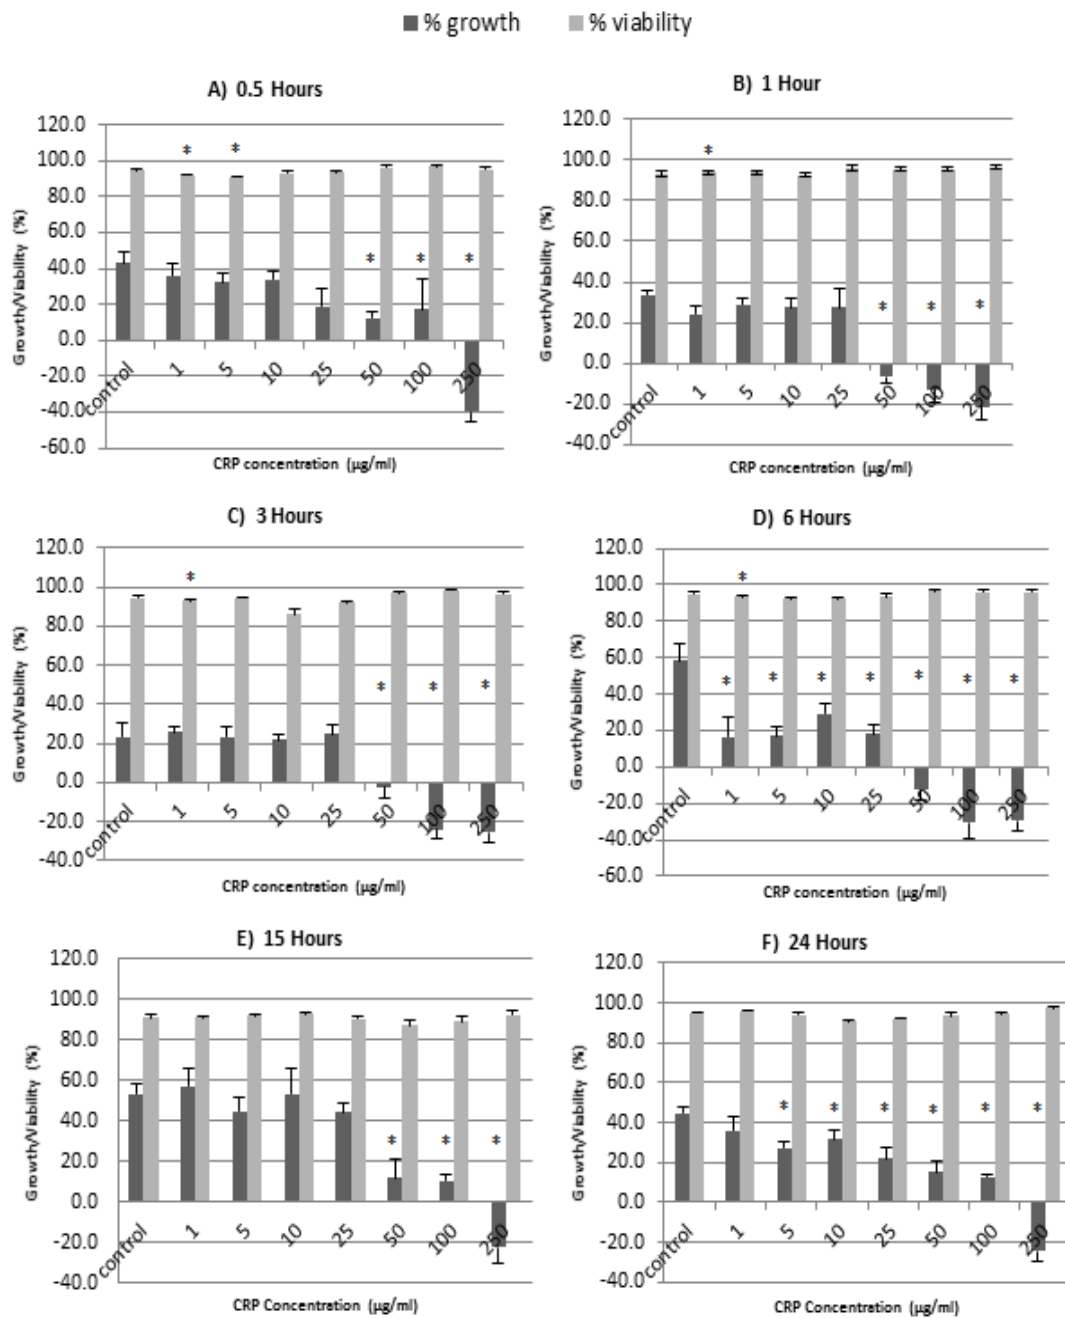 % growth % viability
A) 0.5 Hours
120.0
100.0
80.0
60.0
40.0
20.0
0.0
-20.0
-40.0
-60.0
Growth/Viability (%)
control 1 5 10 25 50 100 250
* * * * *
CRP concentration (µg/ml)
B) 1 Hour
120.0
100.0
80.0
60.0
40.0
20.0
0.0
-20.0
-40.0
Growth/Viability (%)
control 1 5 10 25 50 100 250
* * * *
CRP concentration (µg/ml)
C) 3 Hours
120.0
100.0
80.0
60.0
40.0
20.0
0.0
-20.0
-40.0
Growth/Viability (%)
control 1 5 10 25 50 100 250
* * * *
CRP concentration (µg/ml)
D) 6 Hours
120.0
100.0
80.0
60.0
40.0
20.0
0.0
-20.0
-40.0
-60.0
Growth/Viability (%)
control 1 5 10 25 50 100 250
* * * * * * * *
CRP concentration (µg/ml)
E) 15 Hours
120.0
100.0
80.0
60.0
40.0
20.0
0.0
-20.0
-40.0
Growth/Viability (%)
control 1 5 10 25 50 100 250
* * *
CRP Concentration (µg/ml)
F) 24 Hours
120.0
100.0
80.0
60.0
40.0
20.0
0.0
-20.0
-40.0
Growth/Viability (%)
control 1 5 10 25 50 100 250
* * * * * *
CRP Concentration (µg/ml)